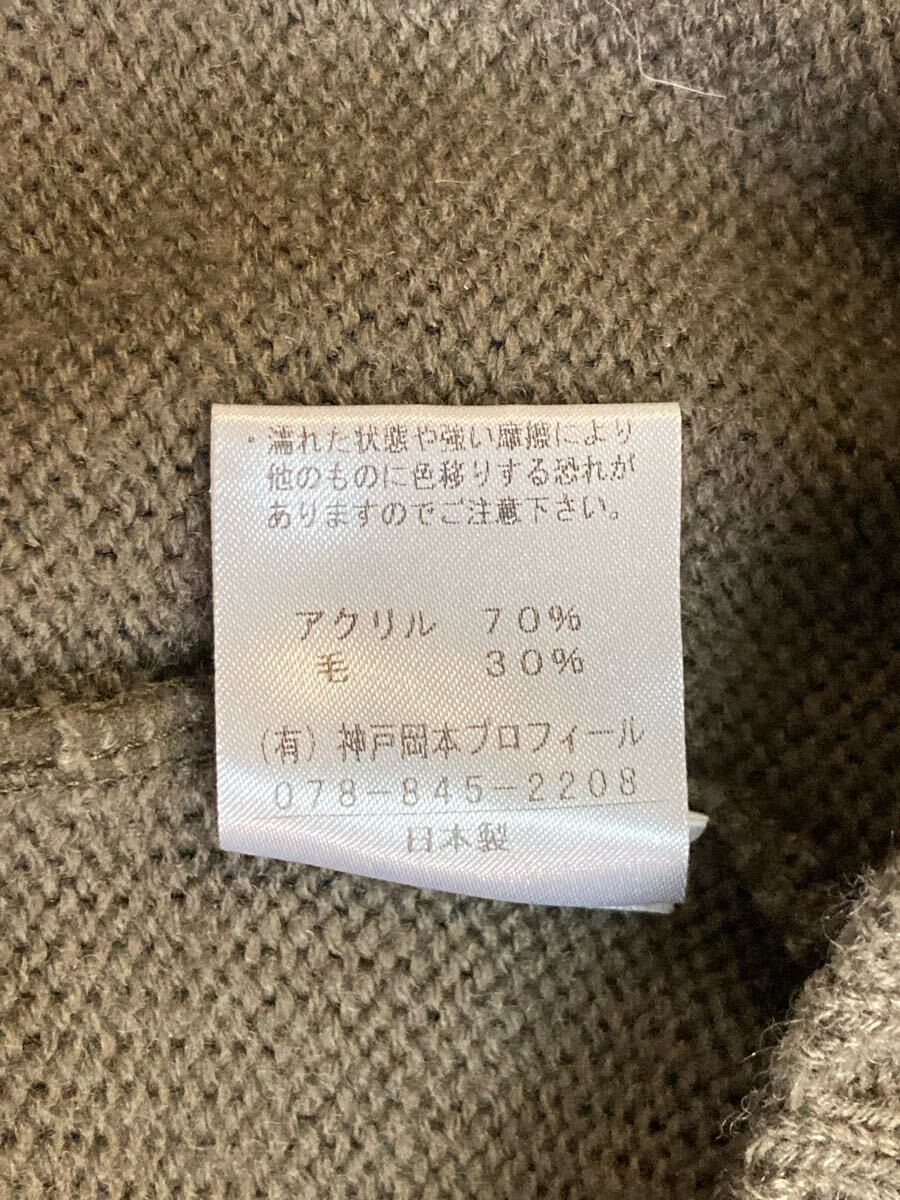 ・濡れた状態や強い摩擦により
他のものに色移りする恐れが
ありますのでご注意下さい。
アクリル 70%
毛 30%
(有) 神戸岡本プロフィール
078-845-2208
日本製